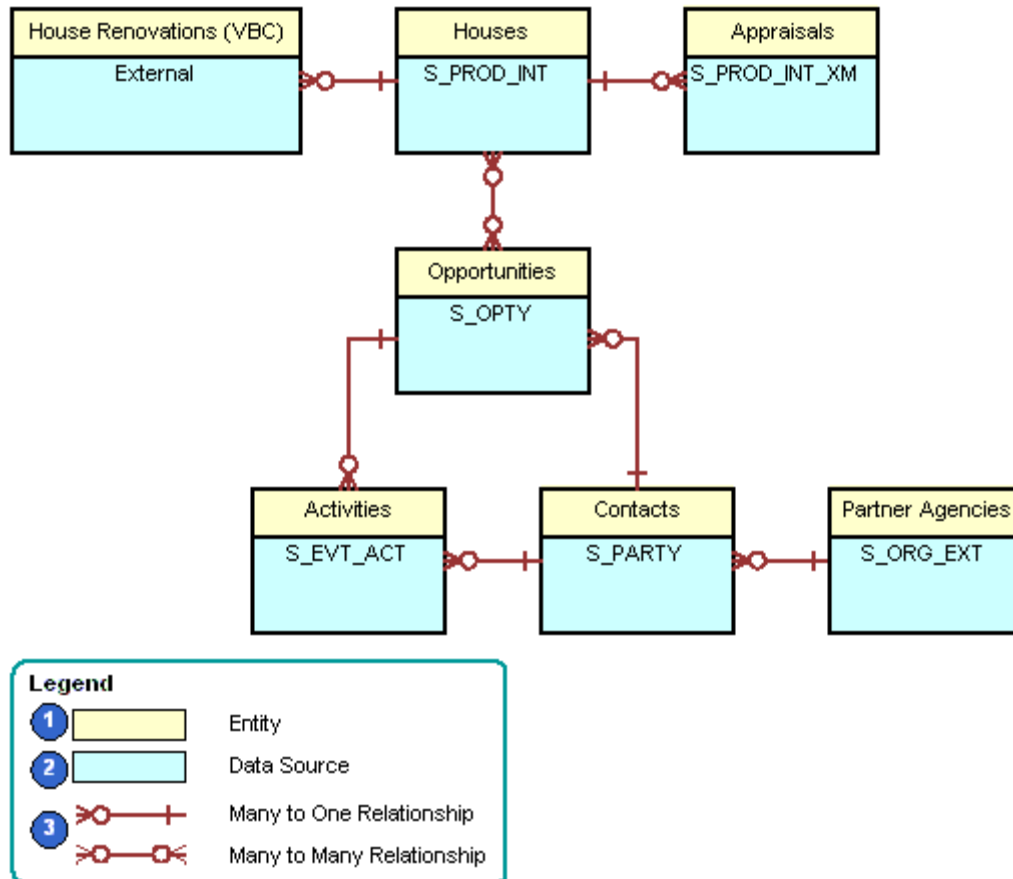 House Renovations (VBC)
External
Houses
S_PROD_INT
Appraisals
S_PROD_INT_XM
Opportunities
S_OPTY
Activities
S_EVT_ACT
Contacts
S_PARTY
Partner Agencies
S_ORG_EXT
Legend
1 Entity
2 Data Source
3 Many to One Relationship
Many to Many Relationship